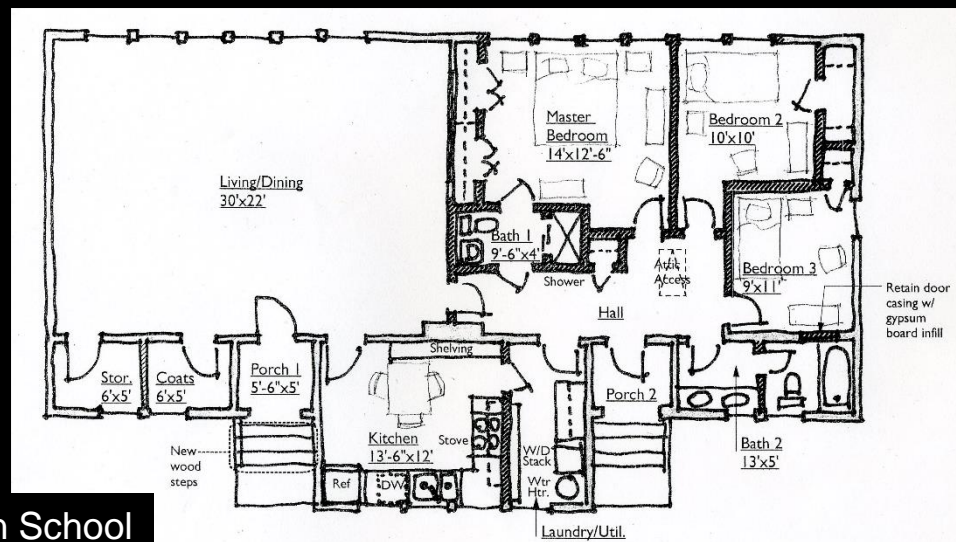 Master
Bedroom
14'x12'-6"
Bedroom 2
10'x10'
Living/Dining
30'x22'
Bath 1
9'-6"x4'
Shower
Attic
Access
Bedroom 3
9'x11'
Hall
Retain door
casing w/
gypsum
board infill
Shelving
Stor.
6'x5'
Coats
6'x5'
Porch 1
5'-6"x5'
Porch 2
Kitchen
13'-6"x12'
Stove
W/D
Stack
Wtr
Htr.
Bath 2
13'x5'
New
wood
steps
Ref
DW
Laundry/Util.
School